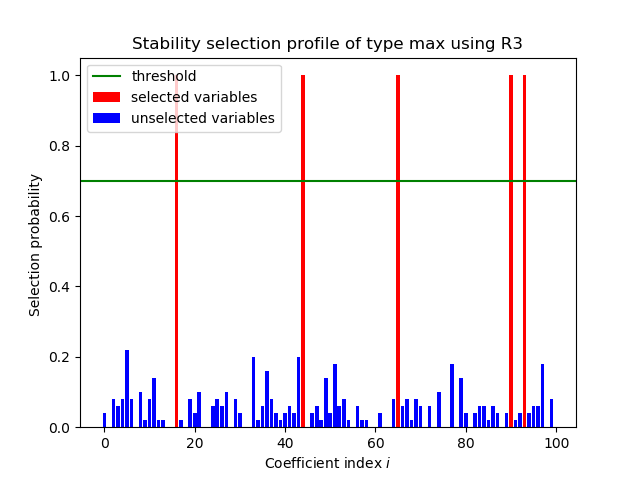 Stability selection profile of type max using R3
threshold
selected variables
unselected variables
1.0
0.8
0.6
0.4
0.2
0.0
Selection probability
0 20 40 60 80 100
Coefficient index i